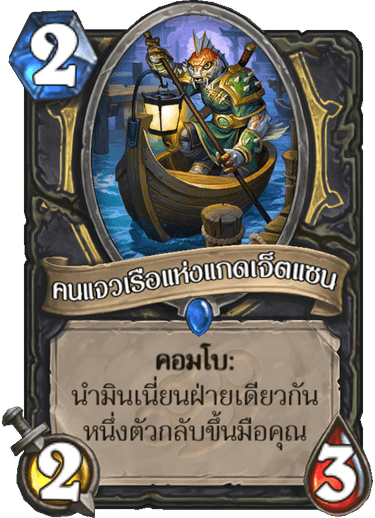 2
คนแจวเรือแห่งแกดเจ็ตแซน
คอมโบ:
นำมินเนี่ยนฝ่ายเดียวกัน
หนึ่งตัวกลับขึ้นมือคุณ
2
3